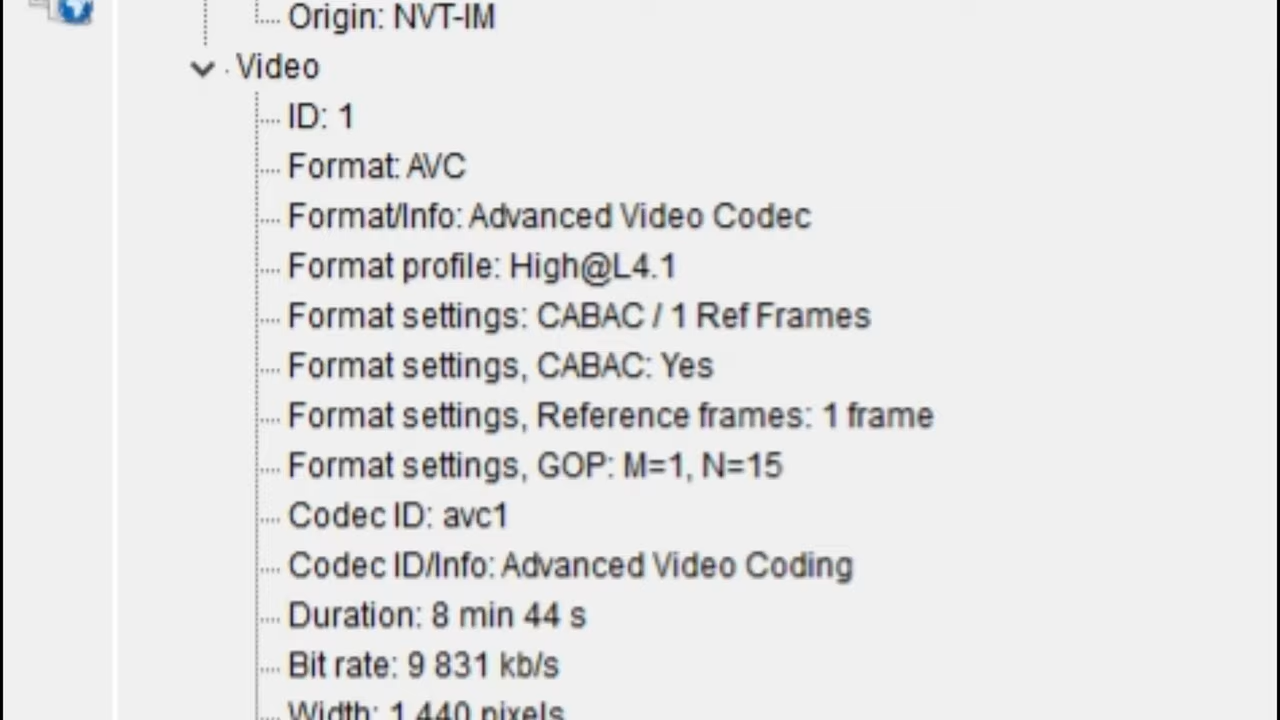 Origin: NVT-IM
Video
ID: 1
Format: AVC
Format/Info: Advanced Video Codec
Format profile: High@L4.1
Format settings: CABAC / 1 Ref Frames
Format settings, CABAC: Yes
Format settings, Reference frames: 1 frame
Format settings, GOP: M=1, N=15
Codec ID: avc1
Codec ID/Info: Advanced Video Coding
Duration: 8 min 44 s
Bit rate: 9 831 kb/s
Width: 1 440 pixels